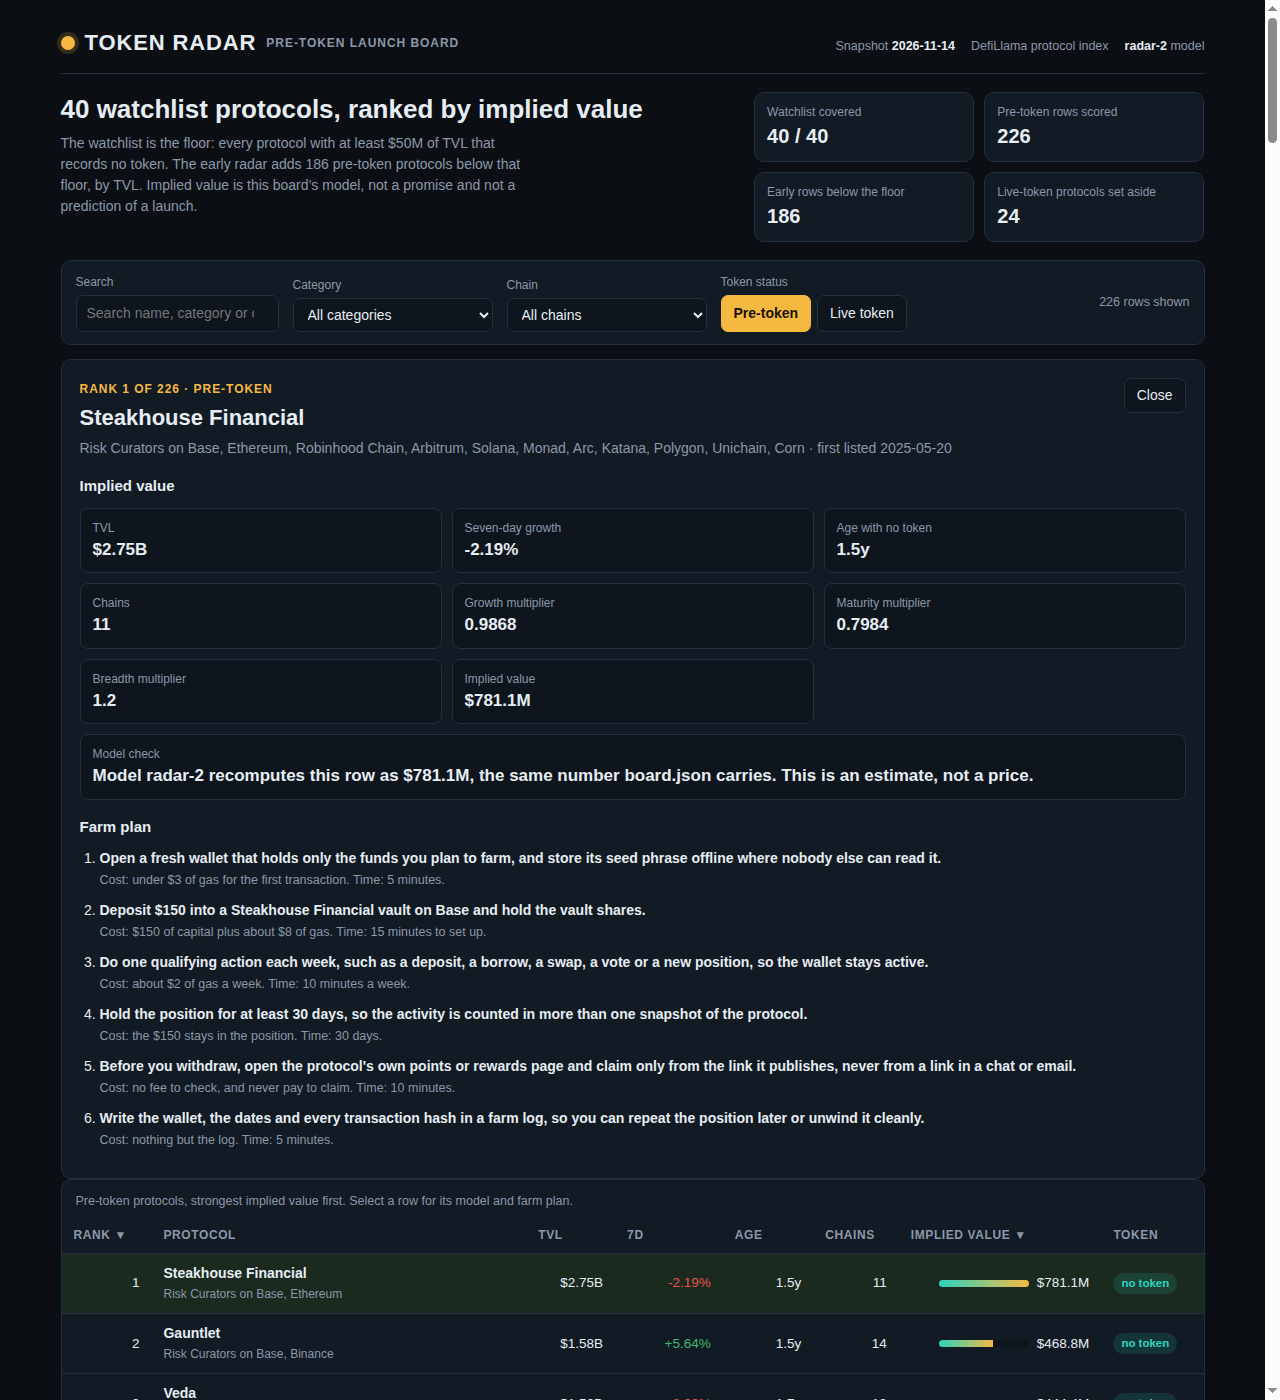 TOKEN RADAR PRE-TOKEN LAUNCH BOARD
Snapshot 2026-11-14 DefiLlama protocol index radar-2 model
40 watchlist protocols, ranked by implied value
The watchlist is the floor: every protocol with at least $50M of TVL that
records no token. The early radar adds 186 pre-token protocols below that
floor, by TVL. Implied value is this board's model, not a promise and not a
prediction of a launch.
Watchlist covered
40 / 40
Pre-token rows scored
226
Early rows below the floor
186
Live-token protocols set aside
24
Search
Search name, category or c
Category
All categories
Chain
All chains
Token status
Pre-token Live token
226 rows shown
RANK 1 OF 226 · PRE-TOKEN
Close
Steakhouse Financial
Risk Curators on Base, Ethereum, Robinhood Chain, Arbitrum, Solana, Monad, Arc, Katana, Polygon, Unichain, Corn · first listed 2025-05-20
Implied value
TVL
$2.75B
Seven-day growth
-2.19%
Age with no token
1.5y
Chains
11
Growth multiplier
0.9868
Maturity multiplier
0.7984
Breadth multiplier
1.2
Implied value
$781.1M
Model check
Model radar-2 recomputes this row as $781.1M, the same number board.json carries. This is an estimate, not a price.
Farm plan
1. Open a fresh wallet that holds only the funds you plan to farm, and store its seed phrase offline where nobody else can read it.
Cost: under $3 of gas for the first transaction. Time: 5 minutes.
2. Deposit $150 into a Steakhouse Financial vault on Base and hold the vault shares.
Cost: $150 of capital plus about $8 of gas. Time: 15 minutes to set up.
3. Do one qualifying action each week, such as a deposit, a borrow, a swap, a vote or a new position, so the wallet stays active.
Cost: about $2 of gas a week. Time: 10 minutes a week.
4. Hold the position for at least 30 days, so the activity is counted in more than one snapshot of the protocol.
Cost: the $150 stays in the position. Time: 30 days.
5. Before you withdraw, open the protocol's own points or rewards page and claim only from the link it publishes, never from a link in a chat or email.
Cost: no fee to check, and never pay to claim. Time: 10 minutes.
6. Write the wallet, the dates and every transaction hash in a farm log, so you can repeat the position later or unwind it cleanly.
Cost: nothing but the log. Time: 5 minutes.
Pre-token protocols, strongest implied value first. Select a row for its model and farm plan.
RANK ▼ PROTOCOL TVL 7D AGE CHAINS IMPLIED VALUE ▼ TOKEN
1 Steakhouse Financial $2.75B -2.19% 1.5y 11 $781.1M no token
Risk Curators on Base, Ethereum
2 Gauntlet $1.58B +5.64% 1.5y 14 $468.8M no token
Risk Curators on Base, Binance
Veda